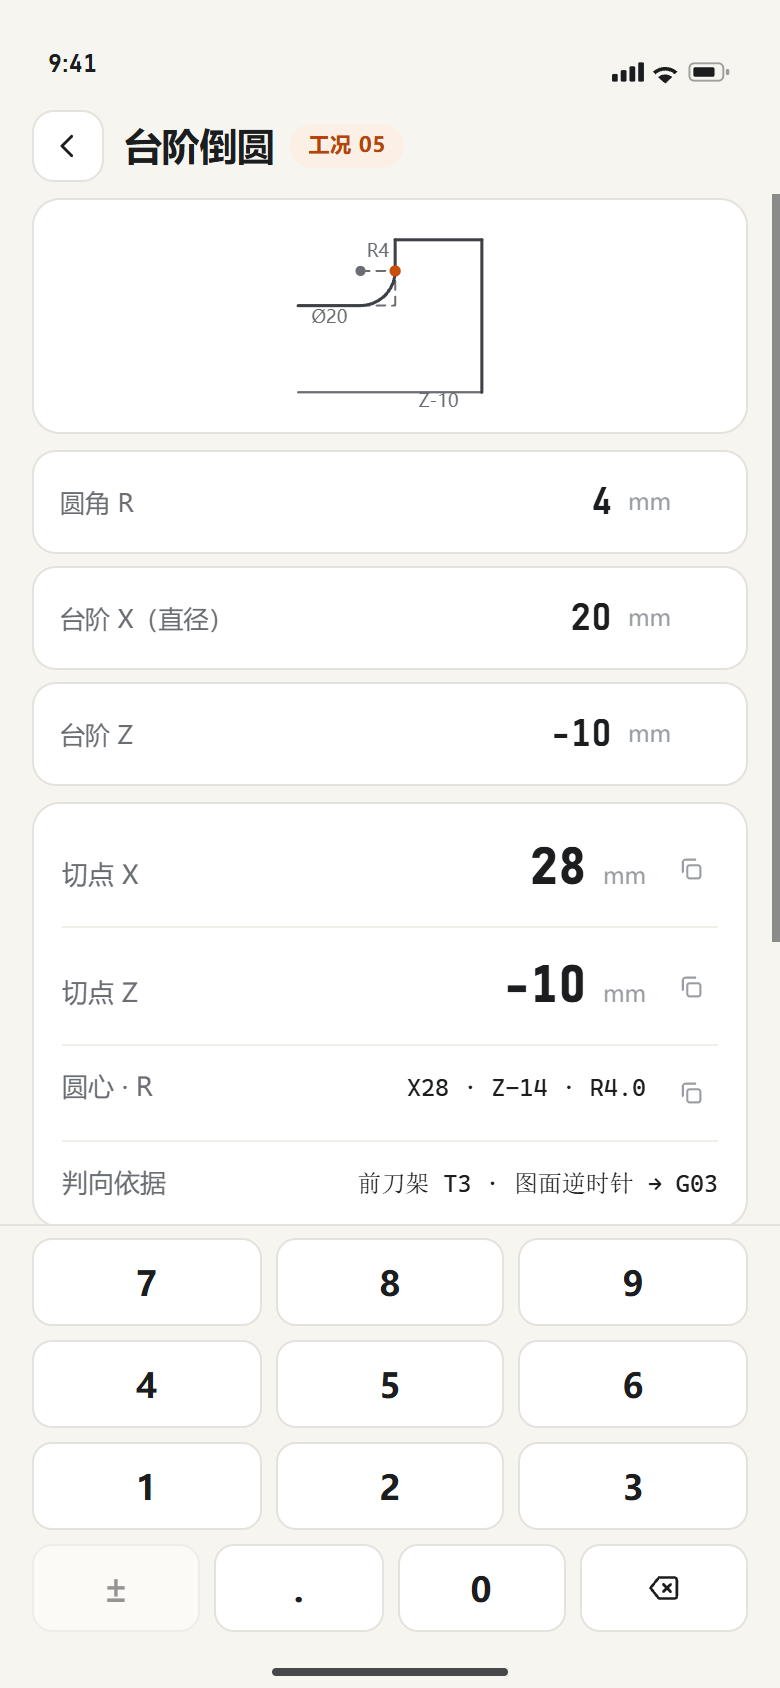 9:41
台阶倒圆 工况 05
R4
Ø20
Z-10
圆角 R 4 mm
台阶 X（直径） 20 mm
台阶 Z -10 mm
切点 X 28 mm
切点 Z -10 mm
圆心 · R X28 · Z−14 · R4.0
判向依据 前刀架 T3 · 图面逆时针 → G03
7 8 9
4 5 6
1 2 3
± . 0